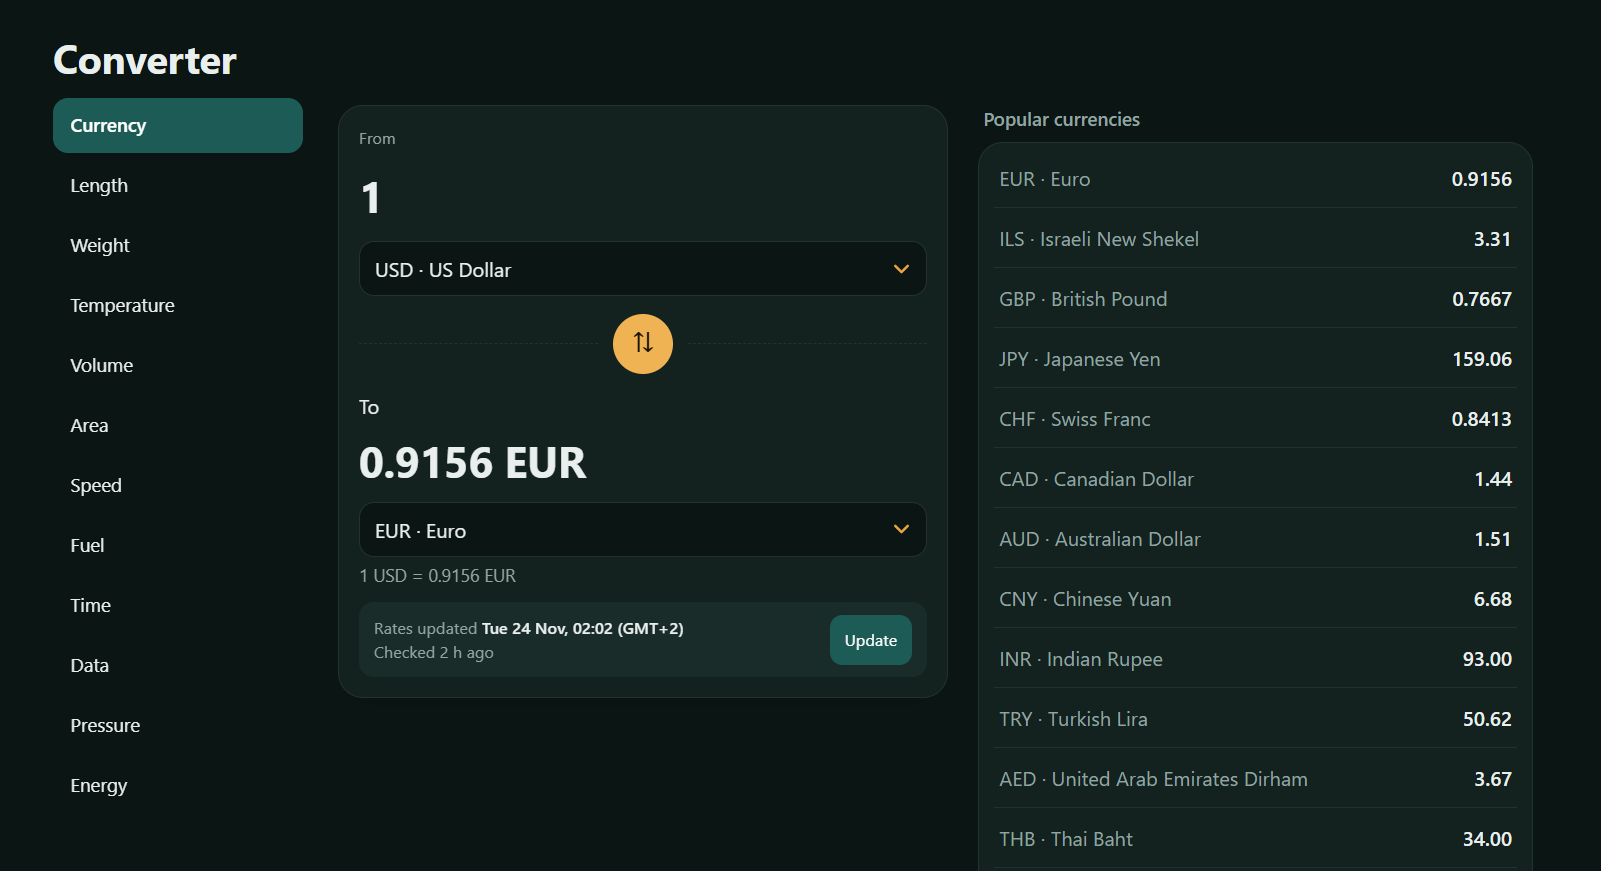 Converter
Currency
Length
Weight
Temperature
Volume
Area
Speed
Fuel
Time
Data
Pressure
Energy
From
1
USD · US Dollar
To
0.9156 EUR
EUR · Euro
1 USD = 0.9156 EUR
Rates updated Tue 24 Nov, 02:02 (GMT+2)
Checked 2 h ago
Update
Popular currencies
EUR · Euro 0.9156
ILS · Israeli New Shekel 3.31
GBP · British Pound 0.7667
JPY · Japanese Yen 159.06
CHF · Swiss Franc 0.8413
CAD · Canadian Dollar 1.44
AUD · Australian Dollar 1.51
CNY · Chinese Yuan 6.68
INR · Indian Rupee 93.00
TRY · Turkish Lira 50.62
AED · United Arab Emirates Dirham 3.67
THB · Thai Baht 34.00